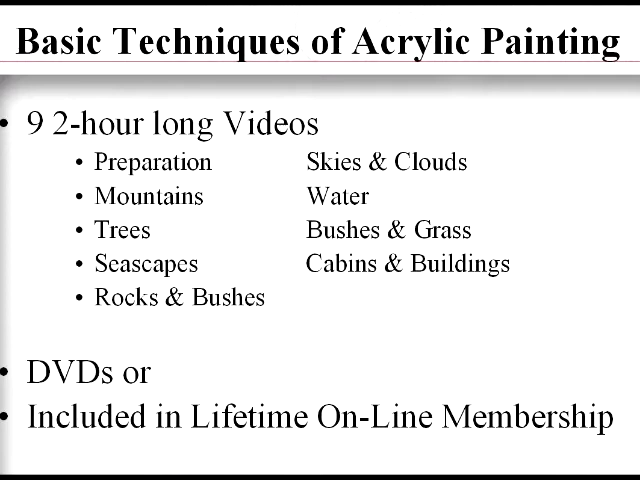 Basic Techniques of Acrylic Painting
• 9 2-hour long Videos
• Preparation Skies & Clouds
• Mountains Water
• Trees Bushes & Grass
• Seascapes Cabins & Buildings
• Rocks & Bushes
• DVDs or
• Included in Lifetime On-Line Membership